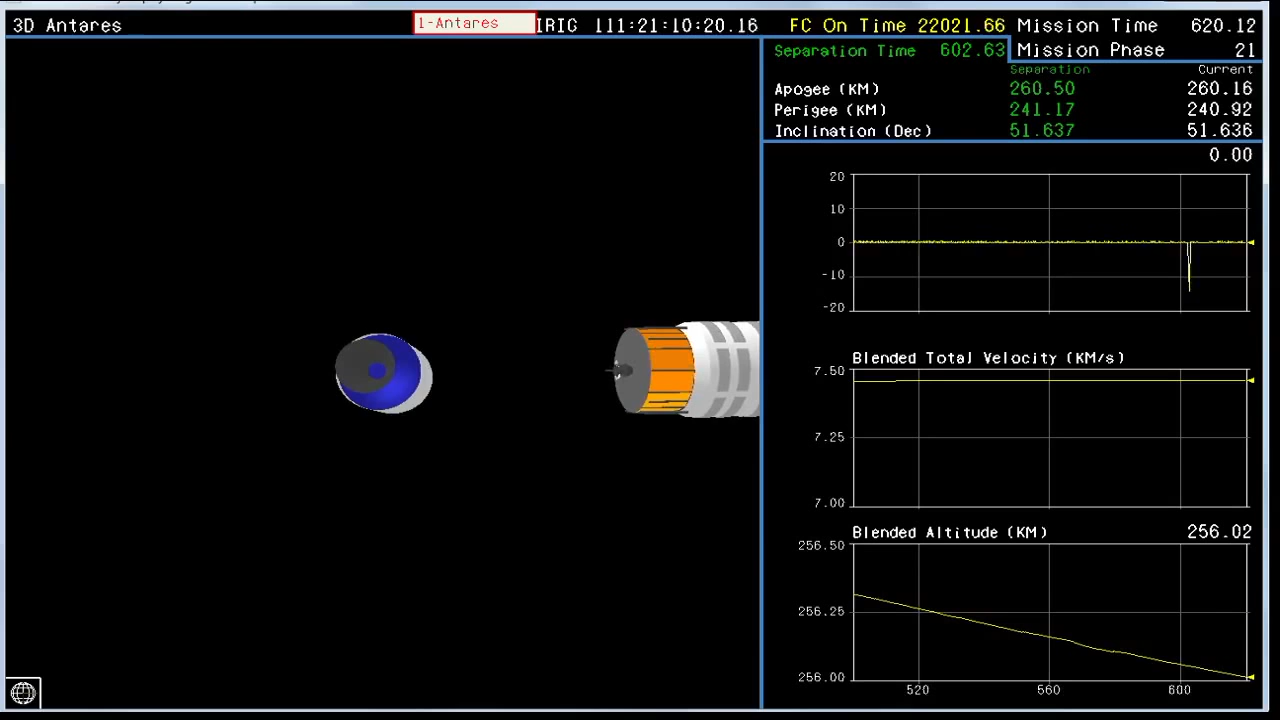 3D Antares
1-Antares
IRIG 111:21:10:20.16
FC On Time 22021.66
Mission Time 620.12
Separation Time 602.63
Mission Phase 21
Separation Current
Apogee (KM) 260.50 260.16
Perigee (KM) 241.17 240.92
Inclination (Dec) 51.637 51.636
0.00
20
10
0
-10
-20
Blended Total Velocity (KM/s)
7.50
7.25
7.00
Blended Altitude (KM) 256.02
256.50
256.25
256.00
520 560 600